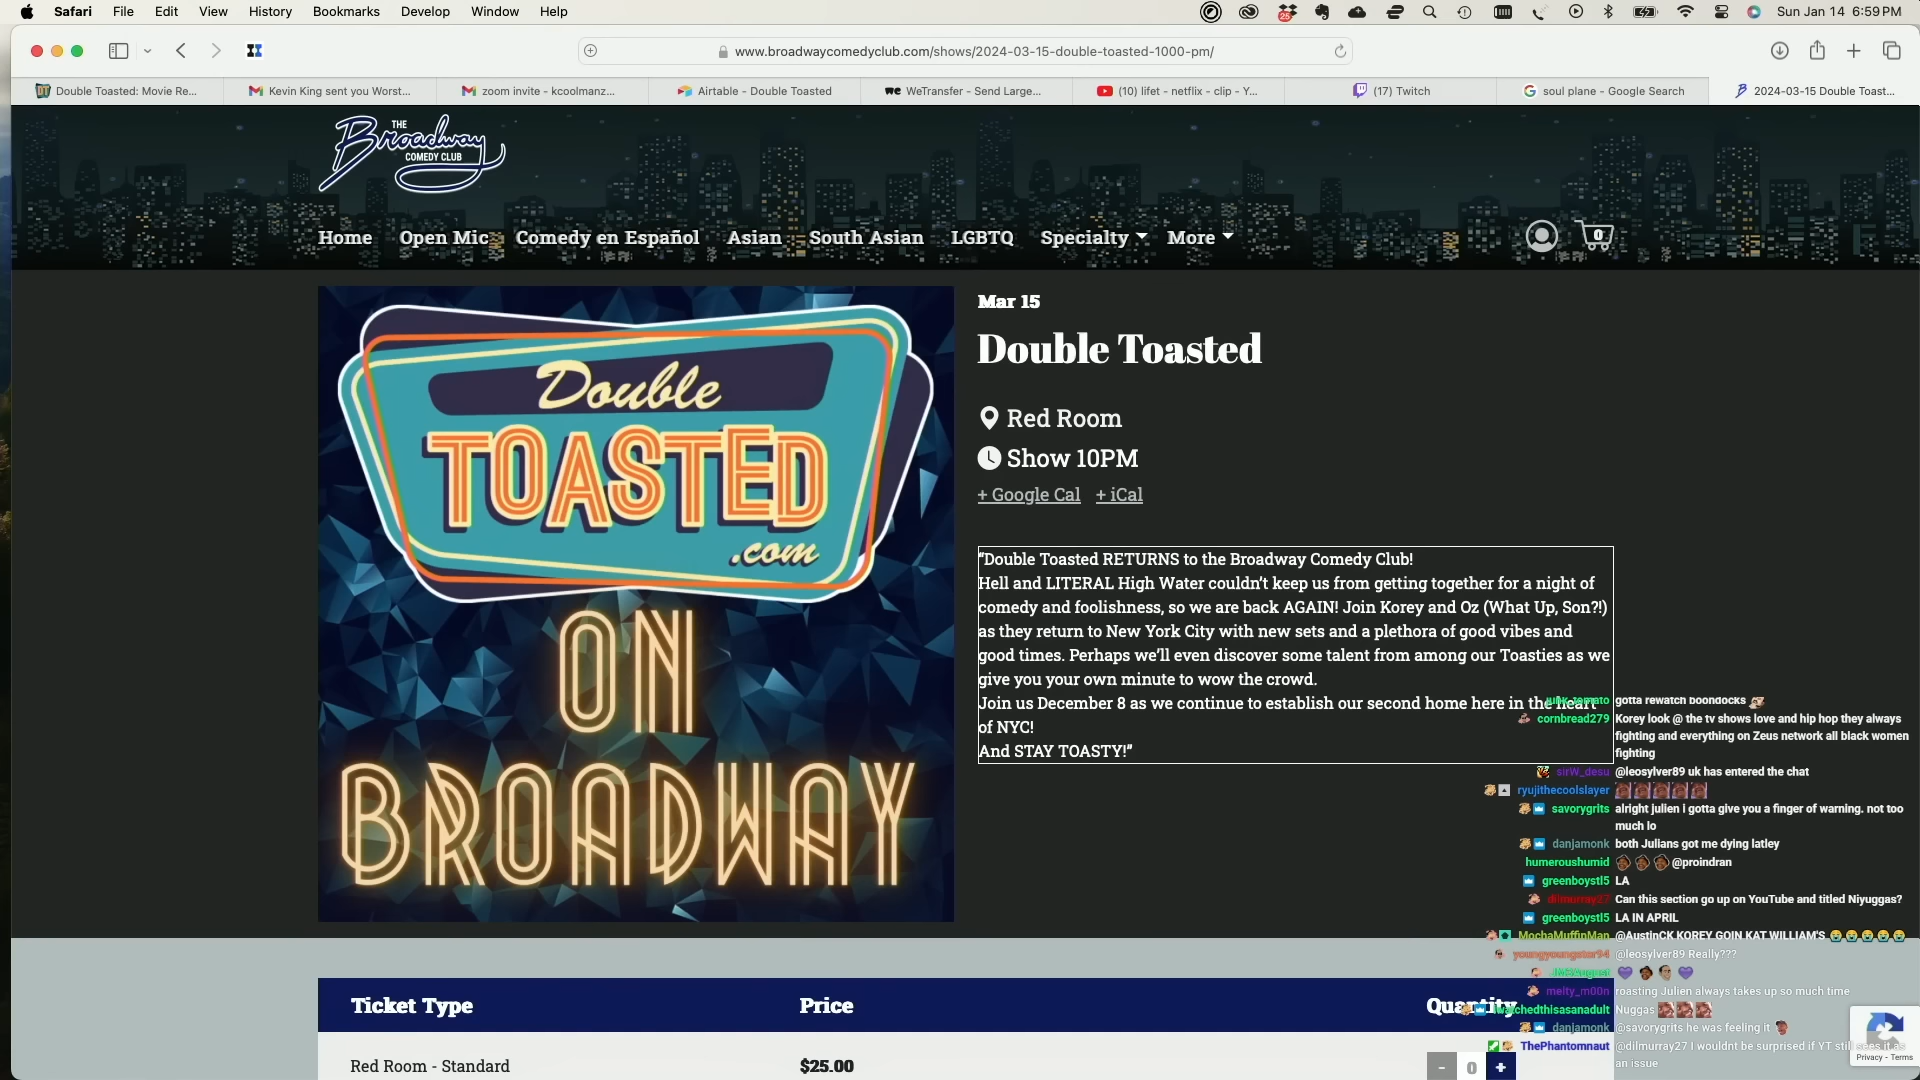 Safari File Edit View History Bookmarks Develop Window Help
25
Sun Jan 14 6:59 PM
www.broadwaycomedyclub.com/shows/2024-03-15-double-toasted-1000-pm/
Double Toasted: Movie Re...
Kevin King sent you Worst...
zoom invite - kcoolmanz...
Airtable - Double Toasted
WeTransfer - Send Large...
(10) lifet - netflix - clip - Y...
(17) Twitch
soul plane - Google Search
2024-03-15 Double Toast...
THE
Broadway
COMEDY CLUB
Home Open Mic Comedy en Español Asian South Asian LGBTQ Specialty More
0
Double
TOASTED
.com
ON
BROADWAY
Mar 15
Double Toasted
Red Room
Show 10PM
+ Google Cal + iCal
“Double Toasted RETURNS to the Broadway Comedy Club!
Hell and LITERAL High Water couldn’t keep us from getting together for a night of
comedy and foolishness, so we are back AGAIN! Join Korey and Oz (What Up, Son?!)
as they return to New York City with new sets and a plethora of good vibes and
good times. Perhaps we’ll even discover some talent from among our Toasties as we
give you your own minute to wow the crowd.
Join us December 8 as we continue to establish our second home here in the heart
of NYC!
And STAY TOASTY!”
gotta rewatch boondocks
cornbread279 Korey look @ the tv shows love and hip hop they always
fighting and everything on Zeus network all black women
fighting
sirW_desu @leosylver89 uk has entered the chat
ryujithecoolslayer
savorygrits alright julien i gotta give you a finger of warning. not too
much lo
danjamonk both Julians got me dying latley
humeroushumid @proindran
greenboystl5 LA
dilmurray27 Can this section go up on YouTube and titled Niyuggas?
greenboystl5 LA IN APRIL
MochaMuffinMan @AustinCK KOREY GOIN KAT WILLIAM'S
youngyoungster94 @leosylver89 Really???
melty_m00n roasting Julien always takes up so much time
iwatchedthisasanadult Nuggas
danjamonk @savorygrits he was feeling it
ThePhantomnaut @dilmurray27 I wouldnt be surprised if YT still sees it as
an issue
Ticket Type Price Quantity
Red Room - Standard $25.00 - 0 +
Privacy - Terms